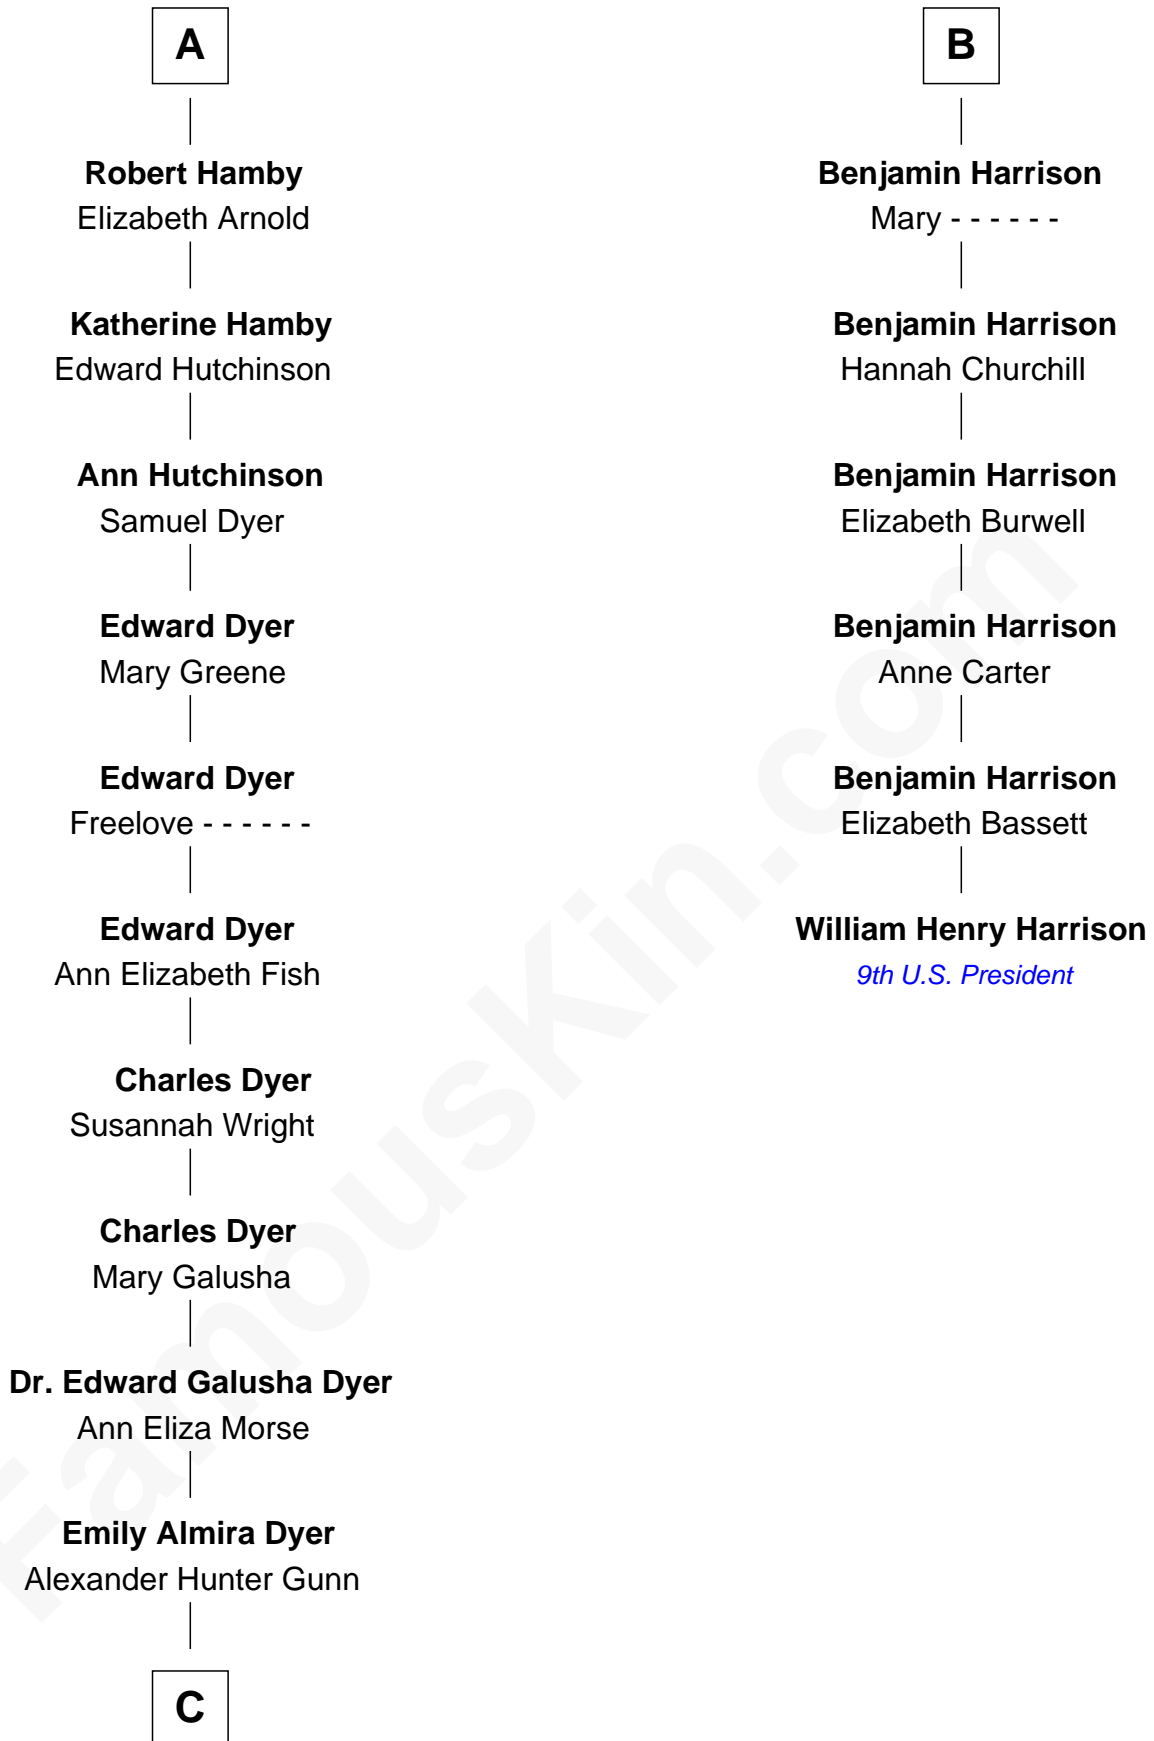 A
Robert Hamby
Elizabeth Arnold
Katherine Hamby
Edward Hutchinson
Ann Hutchinson
Samuel Dyer
Edward Dyer
Mary Greene
Edward Dyer
Freelove - - - - - -
Edward Dyer
Ann Elizabeth Fish
Charles Dyer
Susannah Wright
Charles Dyer
Mary Galusha
Dr. Edward Galusha Dyer
Ann Eliza Morse
Emily Almira Dyer
Alexander Hunter Gunn
C
B
Benjamin Harrison
Mary - - - - - -
Benjamin Harrison
Hannah Churchill
Benjamin Harrison
Elizabeth Burwell
Benjamin Harrison
Anne Carter
Benjamin Harrison
Elizabeth Bassett
William Henry Harrison
9th U.S. President
FamousKin.com